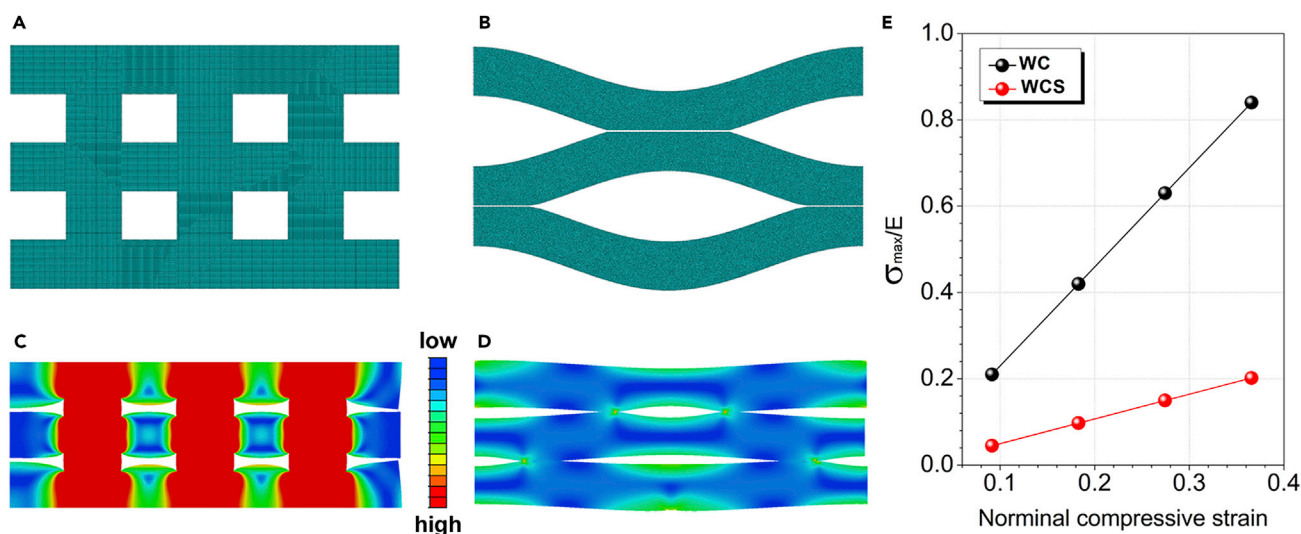 A
B
C
low
high
D
E
WC
WCS
σmax/E
1.0
0.8
0.6
0.4
0.2
0.0
0.1
0.2
0.3
0.4
Norminal compressive strain